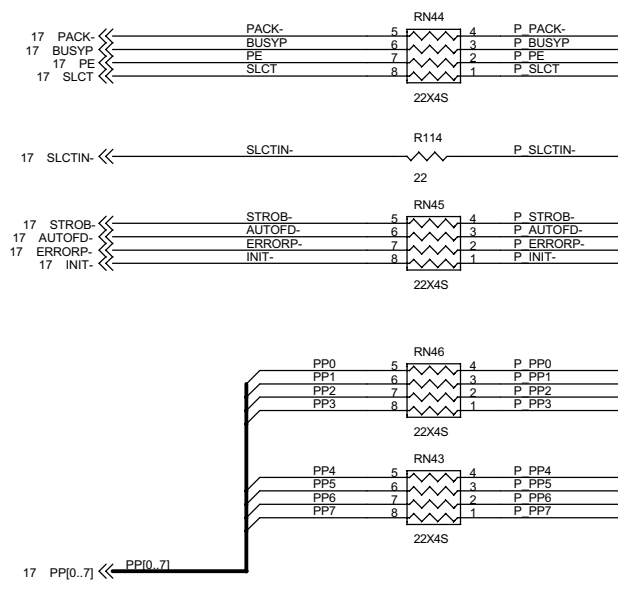 RN44
17 PACK- PACK- 5 4 P_PACK-
17 BUSYP BUSYP 6 3 P_BUSYP
17 PE PE 7 2 P_PE
17 SLCT SLCT 8 1 P_SLCT
22X4S
R114
17 SLCTIN- SLCTIN- P_SLCTIN-
22
RN45
17 STROB- STROB- 5 4 P_STROB-
17 AUTOFD- AUTOFD- 6 3 P_AUTOFD-
17 ERRORP- ERRORP- 7 2 P_ERRORP-
17 INIT- INIT- 8 1 P_INIT-
22X4S
RN46
PP0 5 4 P_PP0
PP1 6 3 P_PP1
PP2 7 2 P_PP2
PP3 8 1 P_PP3
22X4S
RN43
PP4 5 4 P_PP4
PP5 6 3 P_PP5
PP6 7 2 P_PP6
PP7 8 1 P_PP7
22X4S
17 PP[0..7] PP[0..7]